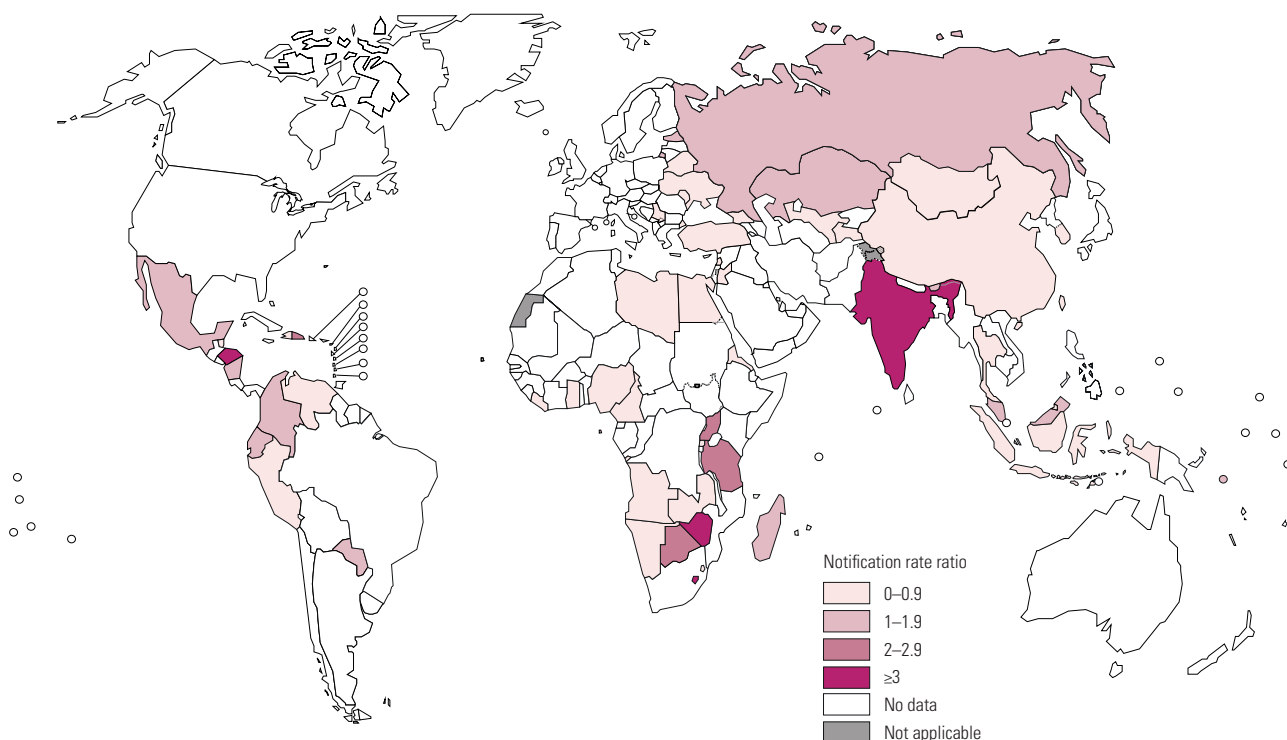 Notification rate ratio
0–0.9
1–1.9
2–2.9
≥3
No data
Not applicable